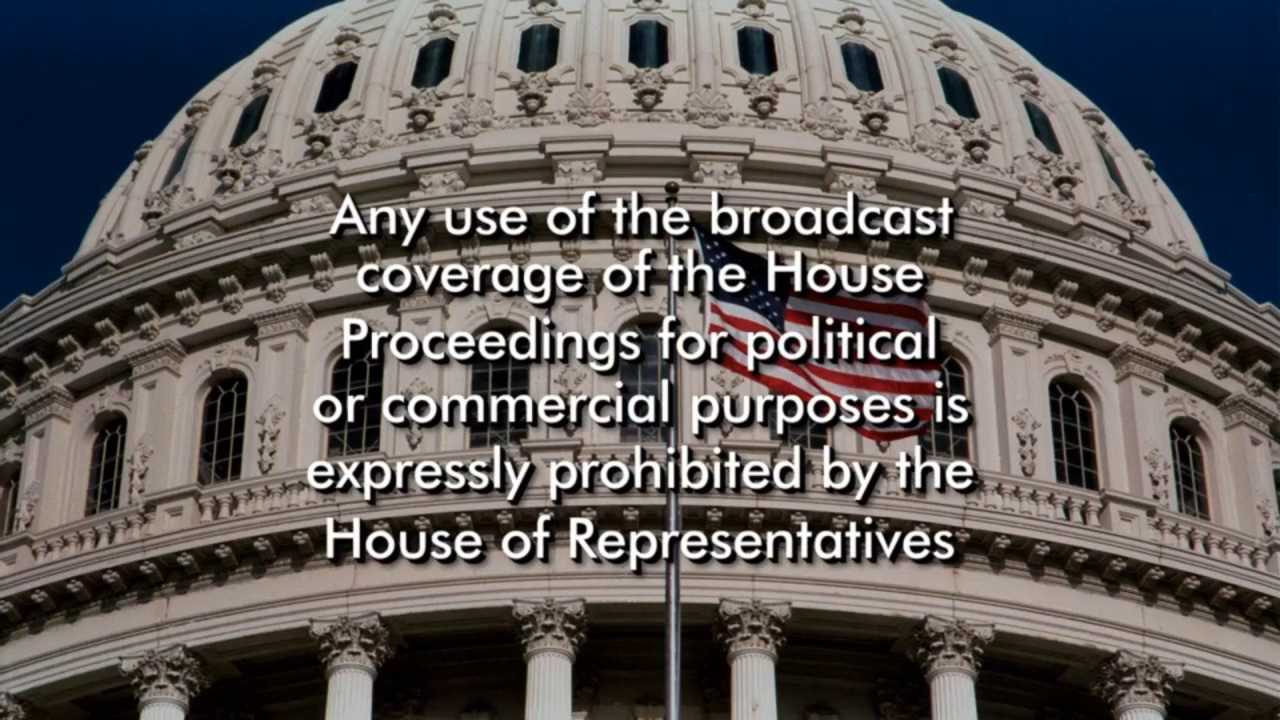 Any use of the broadcast
coverage of the House
Proceedings for political
or commercial purposes is
expressly prohibited by the
House of Representatives